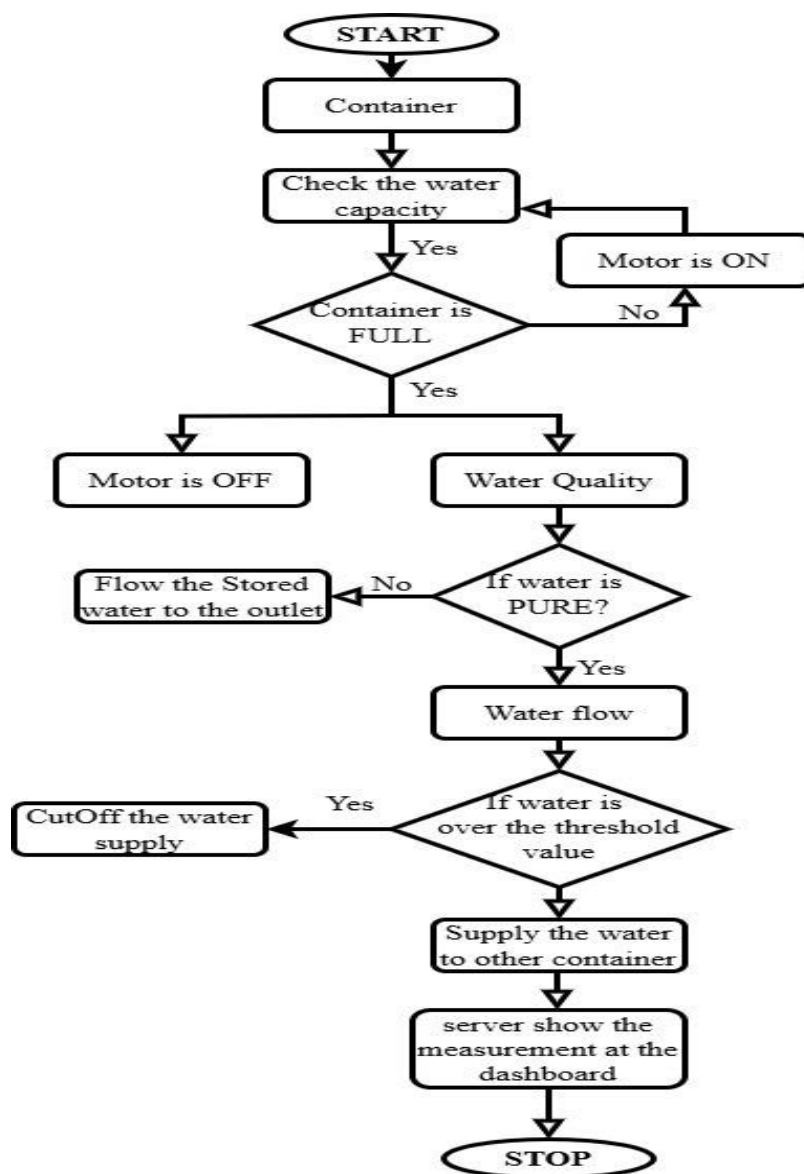 START
Container
Check the water
capacity
Yes
Motor is ON
Container is
FULL
No
Yes
Motor is OFF
Water Quality
Flow the Stored
water to the outlet
No
If water is
PURE?
Yes
Water flow
CutOff the water
supply
Yes
If water is
over the threshold
value
Supply the water
to other container
server show the
measurement at the
dashboard
STOP